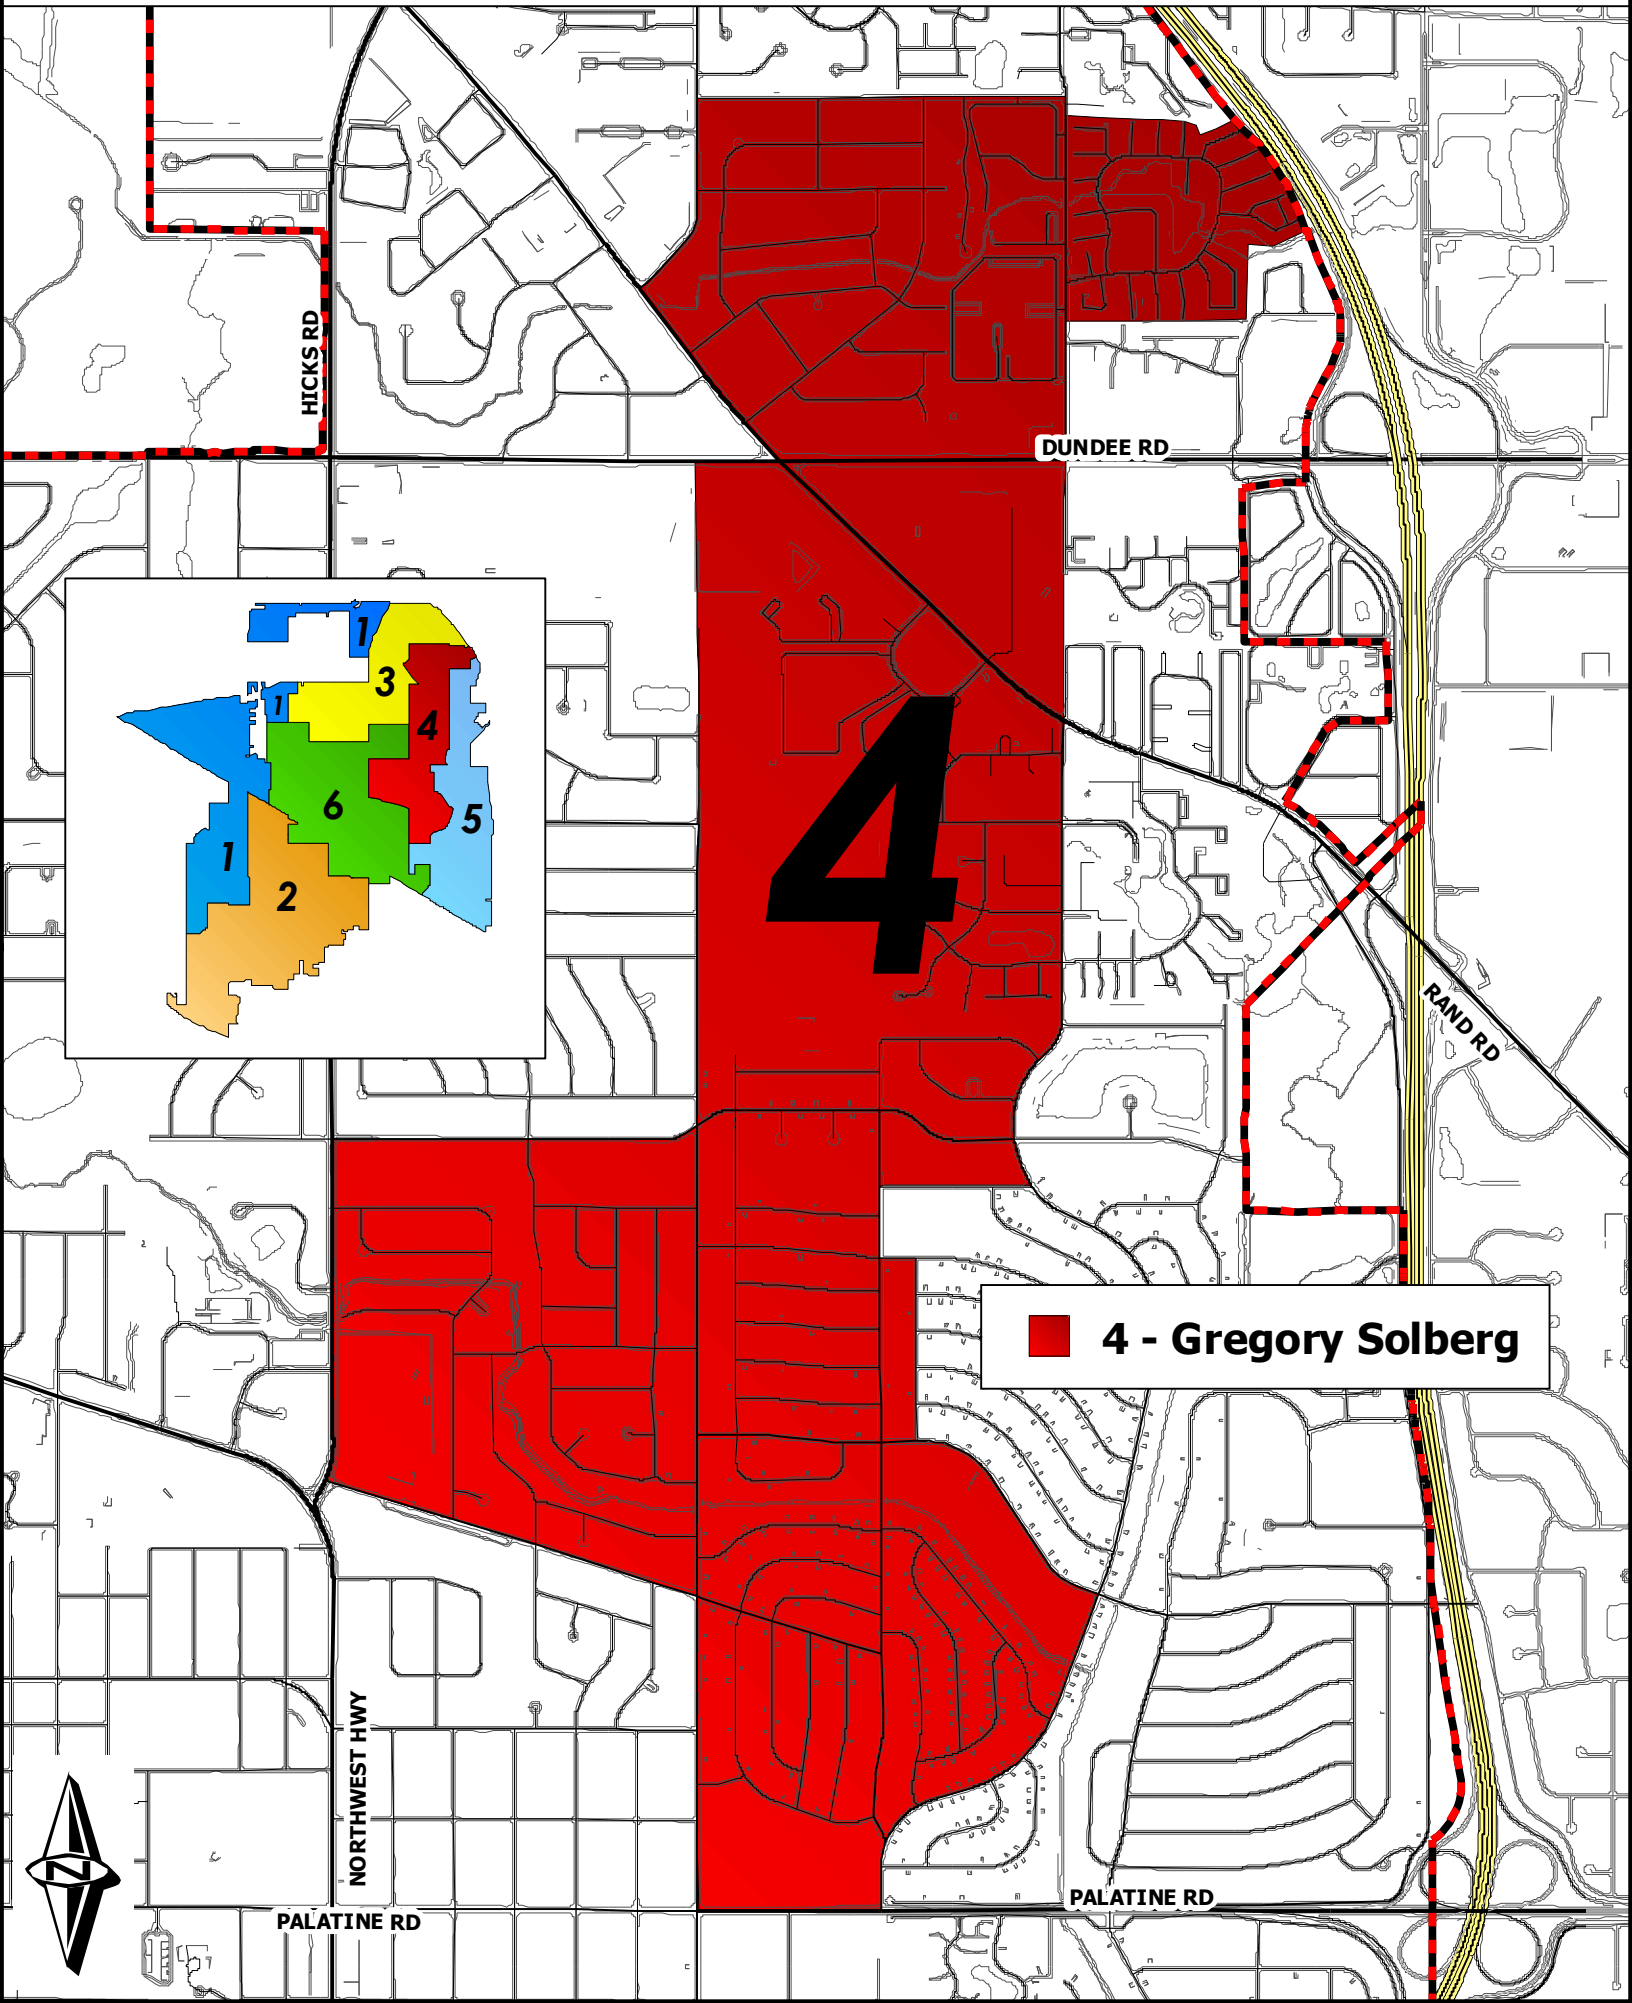 HICKS RD
DUNDEE RD
1
3
1
4
6
5
1
2
4
RAND RD
4 - Gregory Solberg
NORTHWEST HWY
N
PALATINE RD
PALATINE RD